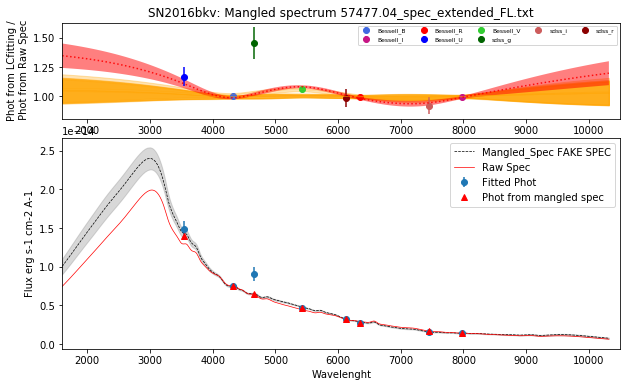 SN2016bkv: Mangled spectrum 57477.04_spec_extended_FL.txt
Phot from LCfitting /
Phot from Raw Spec
1.50
1.25
1.00
Bessell_B
Bessell_I
Bessell_R
Bessell_U
Bessell_V
sdss_g
sdss_i
sdss_r
2000 3000 4000 5000 6000 7000 8000 9000 10000
1e−14
Flux erg s-1 cm-2 A-1
2.5
2.0
1.5
1.0
0.5
0.0
Mangled_Spec FAKE SPEC
Raw Spec
Fitted Phot
Phot from mangled spec
2000 3000 4000 5000 6000 7000 8000 9000 10000
Wavelenght